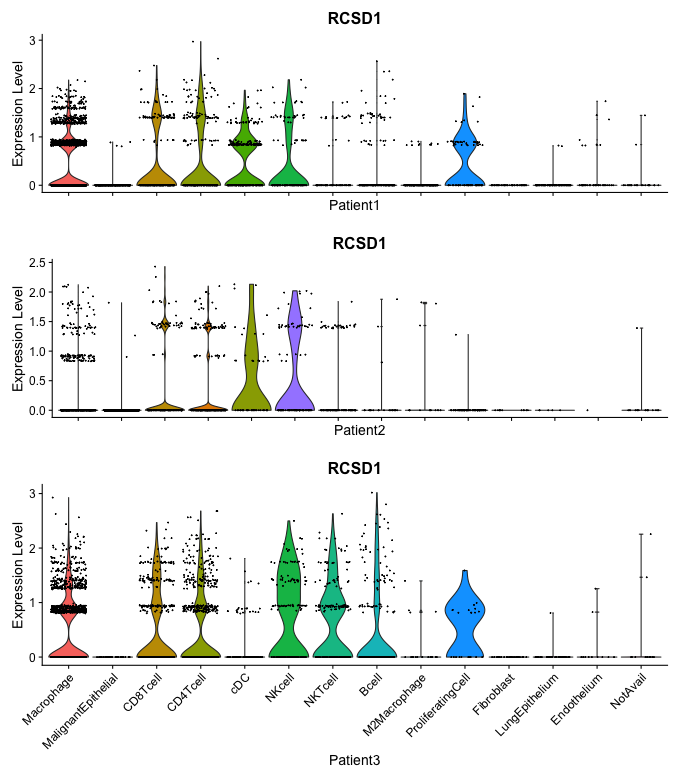 RCSD1
Expression Level
3
2
1
0
Patient1
RCSD1
Expression Level
2.5
2.0
1.5
1.0
0.5
0.0
Patient2
RCSD1
Expression Level
3
2
1
0
Macrophage
MalignantEpithelial
CD8Tcell
CD4Tcell
cDC
NKcell
NKTcell
Bcell
M2Macrophage
ProliferatingCell
Fibroblast
LungEpithelium
Endothelium
NotAvail
Patient3